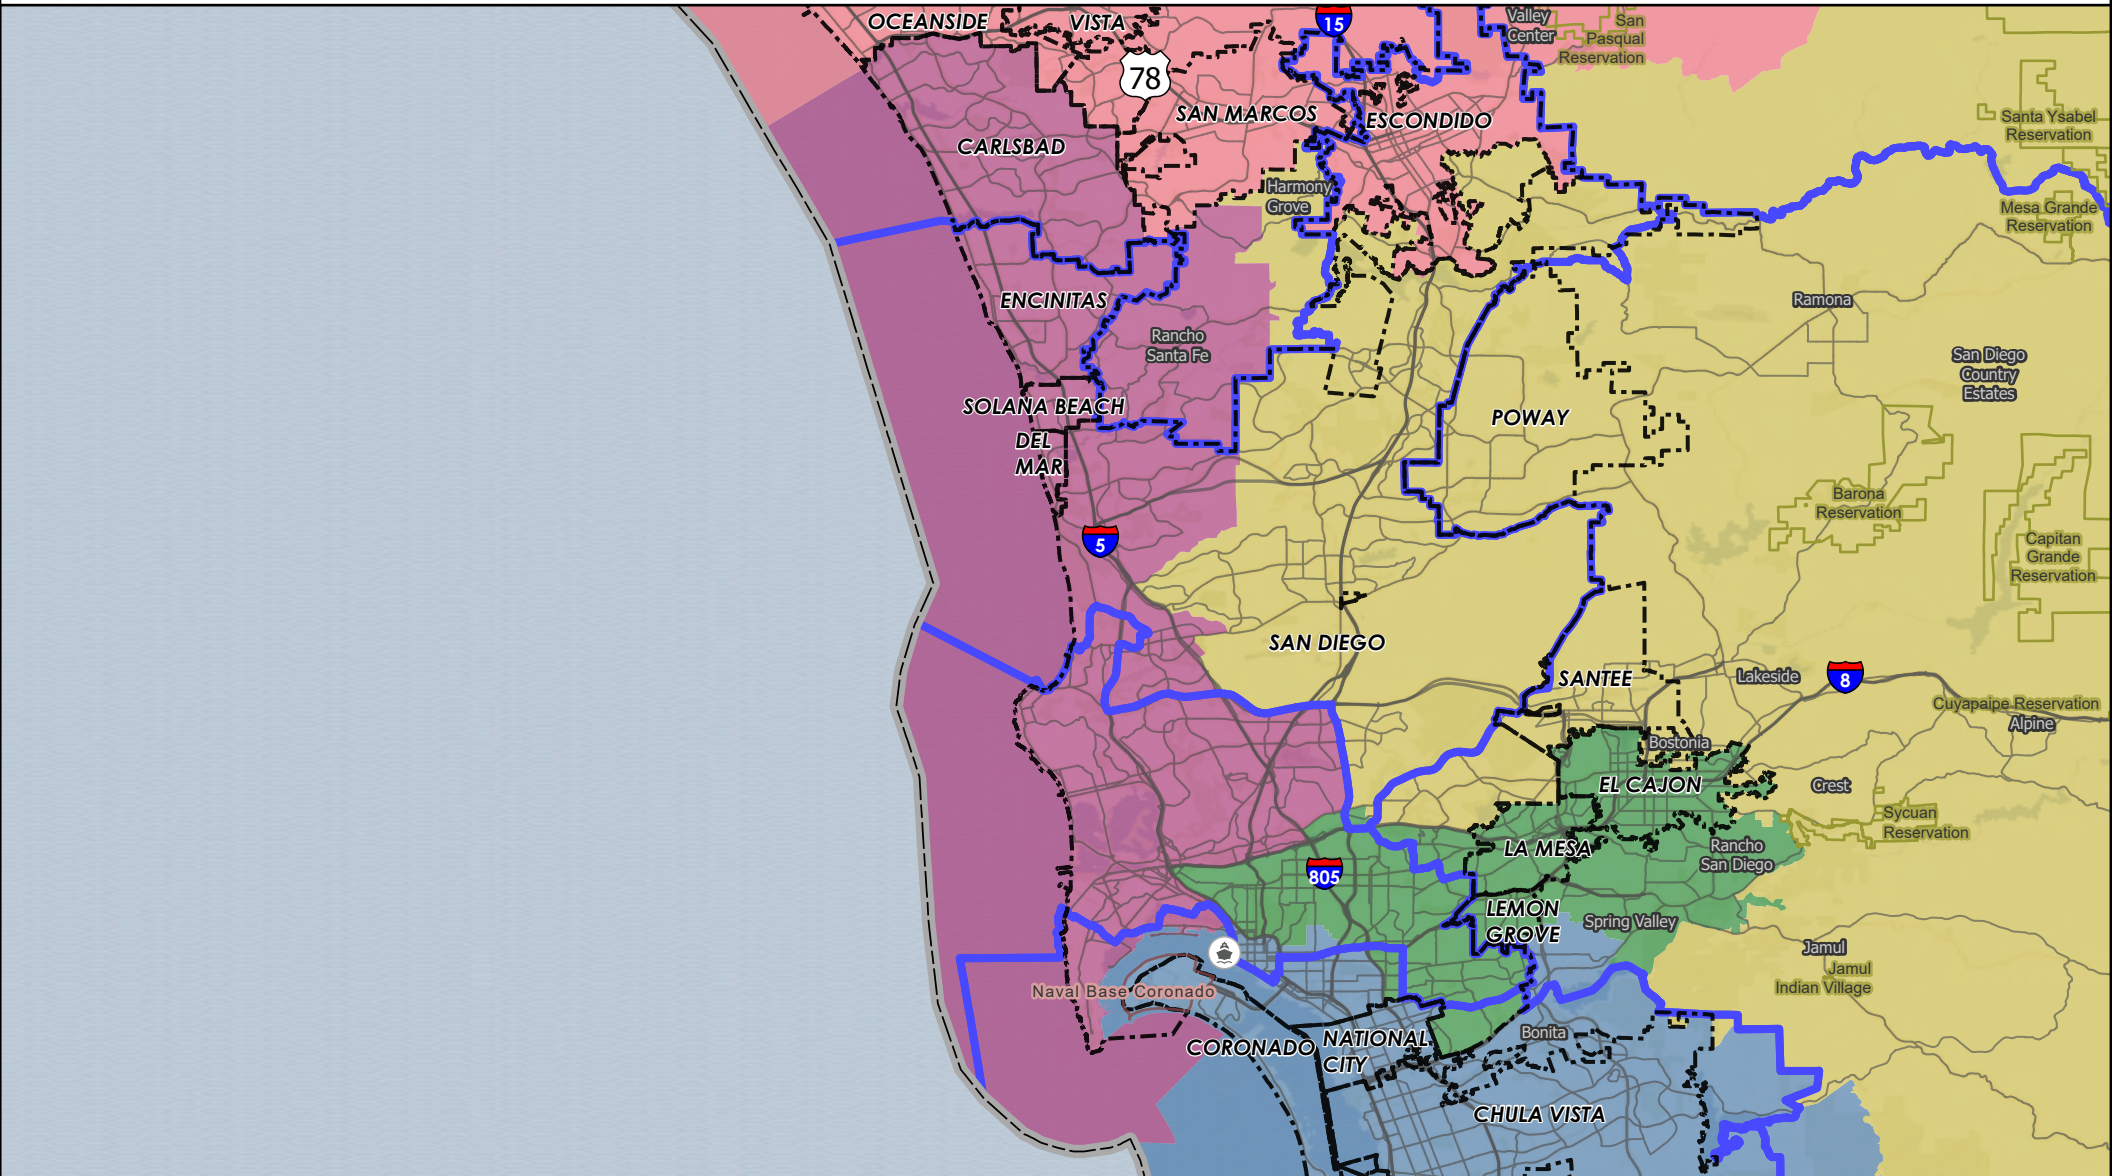 OCEANSIDE
VISTA
15
Valley
Center
San
Pasqual
Reservation
78
SAN MARCOS
ESCONDIDO
Santa Ysabel
Reservation
CARLSBAD
Harmony
Grove
Mesa Grande
Reservation
ENCINITAS
Ramona
Rancho
Santa Fe
San Diego
Country
Estates
SOLANA BEACH
POWAY
DEL
MAR
Barona
Reservation
5
Capitan
Grande
Reservation
SAN DIEGO
SANTEE
Lakeside
8
Cuyapaipe Reservation
Alpine
Bostonia
EL CAJON
Crest
Sycuan
Reservation
LA MESA
Rancho
San Diego
805
LEMON
GROVE
Spring Valley
Jamul
Jamul
Indian Village
Naval Base Coronado
CORONADO
NATIONAL
CITY
Bonita
CHULA VISTA